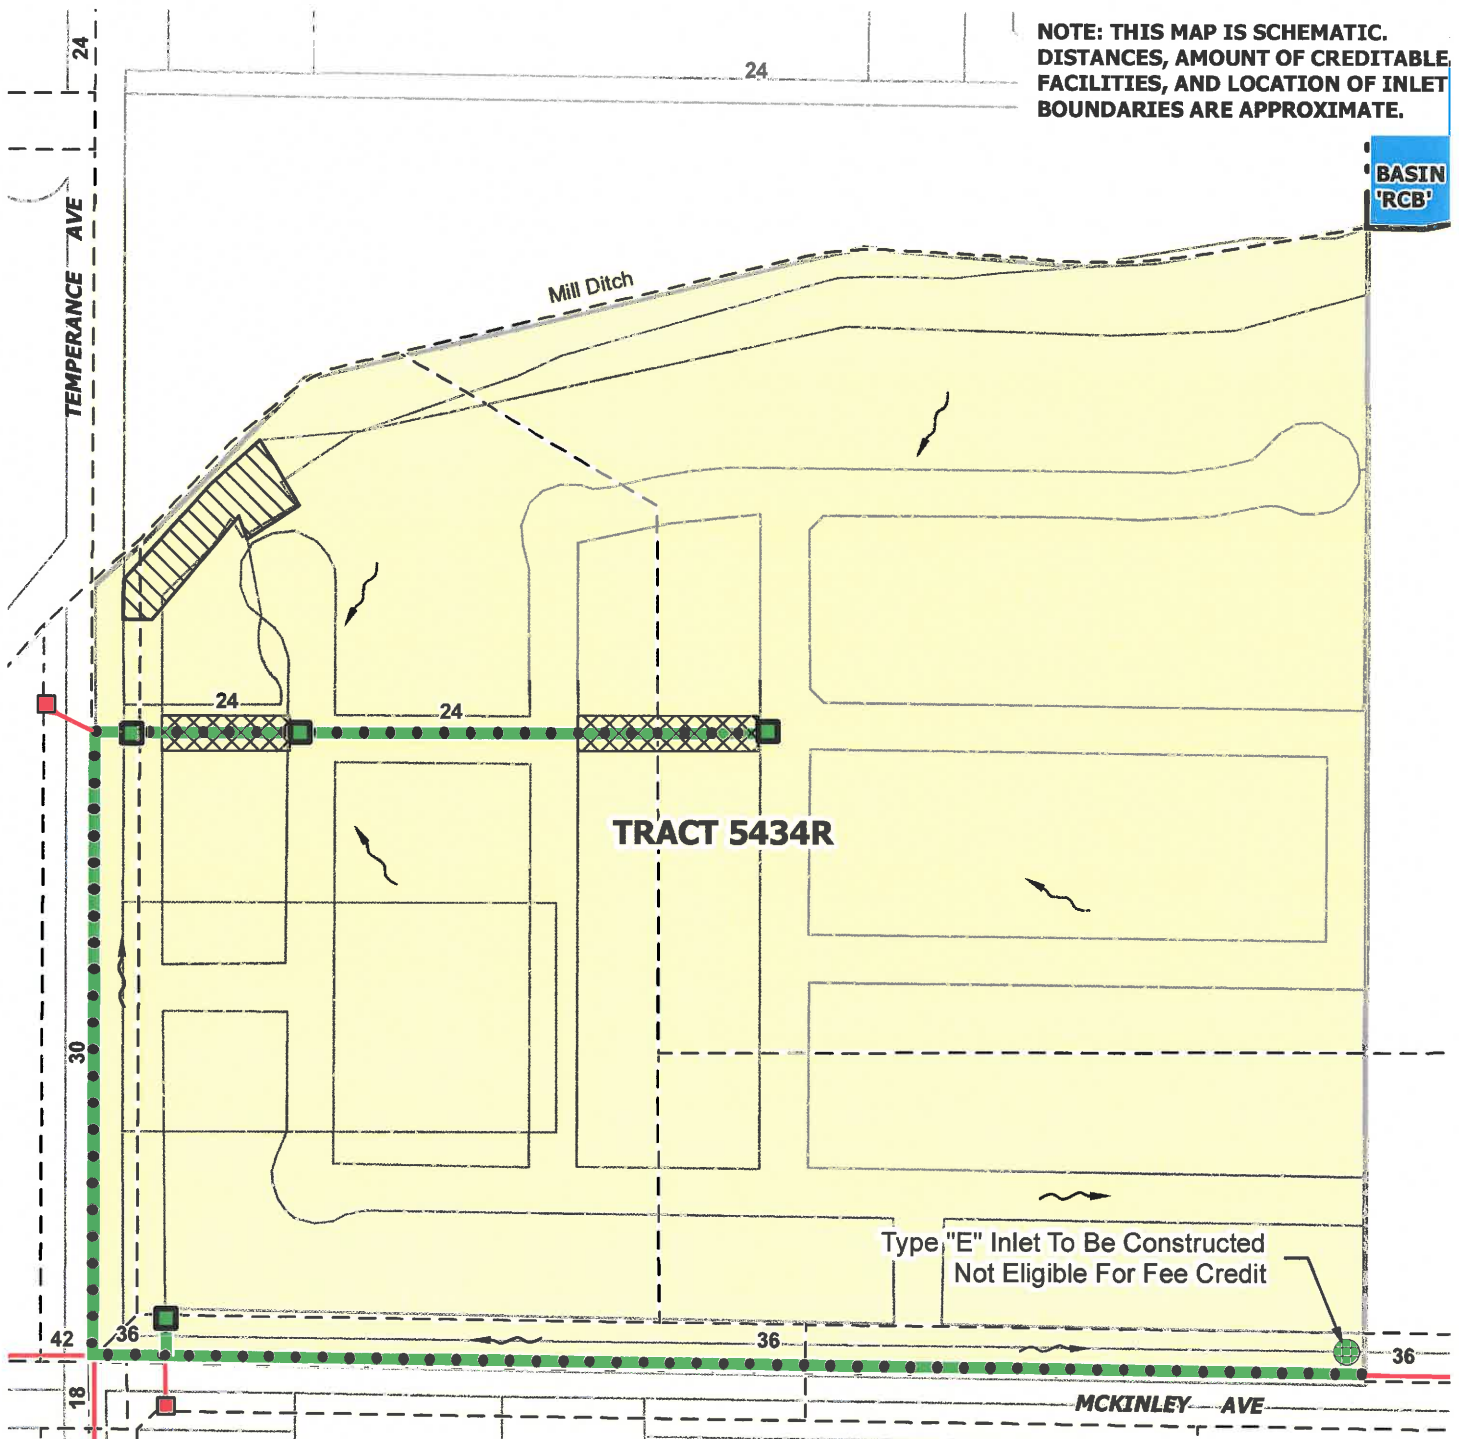 NOTE: THIS MAP IS SCHEMATIC.
DISTANCES, AMOUNT OF CREDITABLE
FACILITIES, AND LOCATION OF INLET
BOUNDARIES ARE APPROXIMATE.
24
24
BASIN
'RCB'
TEMPERANCE AVE
Mill Ditch
24
24
TRACT 5434R
30
Type "E" Inlet To Be Constructed
Not Eligible For Fee Credit
42
36
36
36
18
MCKINLEY AVE